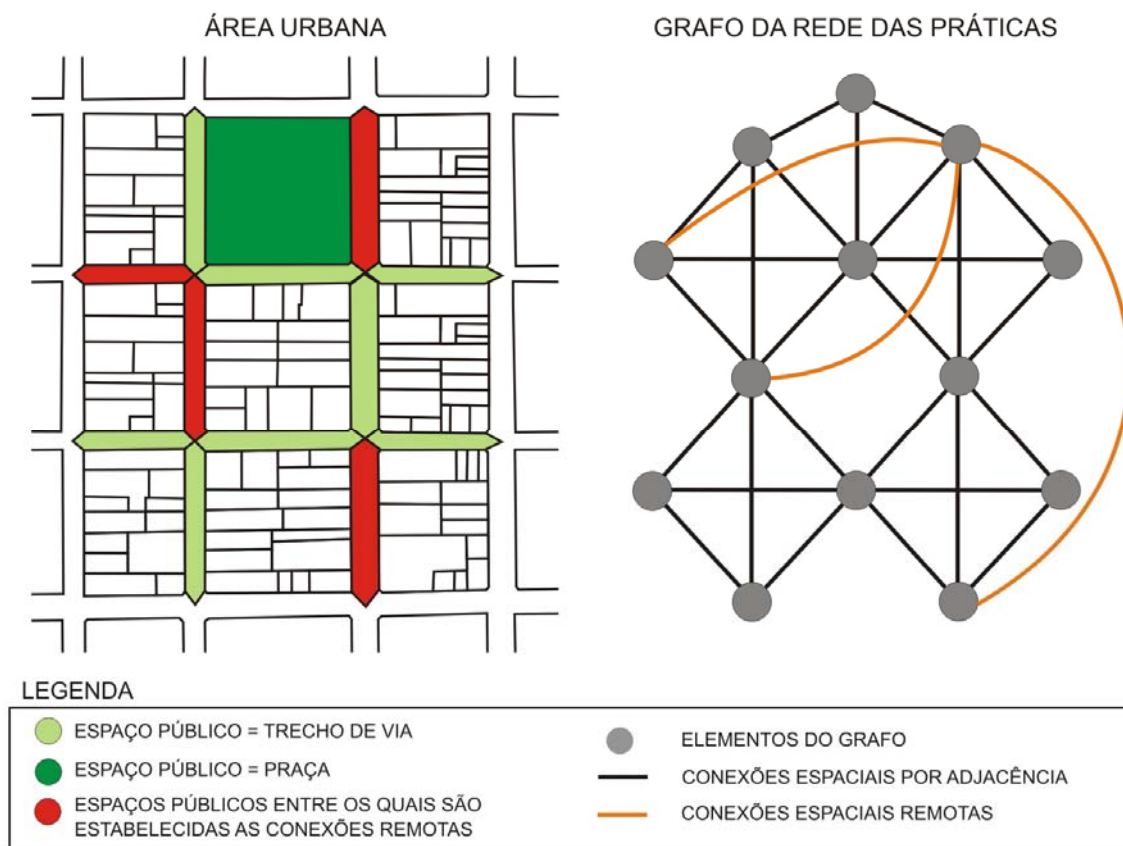 ÁREA URBANA
GRAFO DA REDE DAS PRÁTICAS
LEGENDA
ESPAÇO PÚBLICO = TRECHO DE VIA
ESPAÇO PÚBLICO = PRAÇA
ESPAÇOS PÚBLICOS ENTRE OS QUAIS SÃO
ESTABELECIDAS AS CONEXÕES REMOTAS
ELEMENTOS DO GRAFO
CONEXÕES ESPACIAIS POR ADJACÊNCIA
CONEXÕES ESPACIAIS REMOTAS